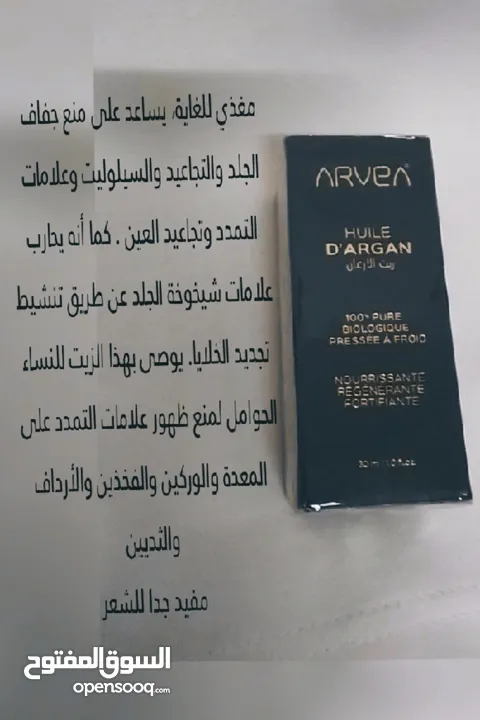 مغذي للغاية، يساعد على منع جفاف
الجلد والتجاعيد والسيلوليت وعلامات
التمدد وتجاعيد العين . كما أنه يحارب
علامات شيخوخة الجلد عن طريق تنشيط
تجديد الخلايا. يوصى بهذا الزيت للنساء
الحوامل لمنع ظهور علامات التمدد على
المعدة والوركين والفخذين والأرداف
والثديين
مفيد جدا للشعر
ARVEA
HUILE
D'ARGAN
زيت الأرغان
100% PURE
BIOLOGIQUE
PRESSÉE À FROID
NOURRISSANTE
RÉGÉNÉRANTE
FORTIFIANTE
30 ml
السوق المفتوح
opensooq.com